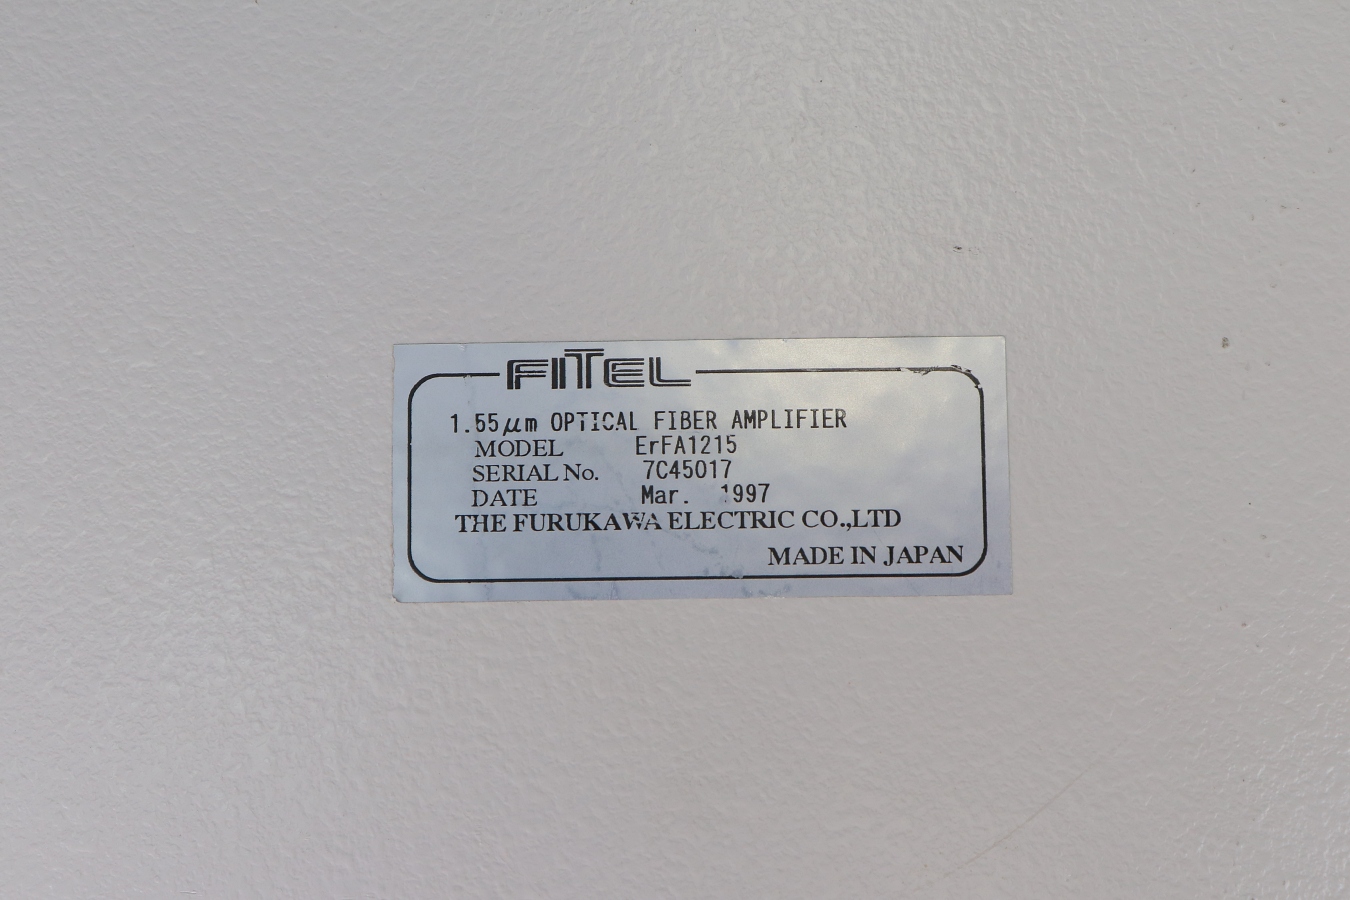 FITEL
1.55μm OPTICAL FIBER AMPLIFIER
MODEL ErFA1215
SERIAL No. 7C45017
DATE Mar. 1997
THE FURUKAWA ELECTRIC CO.,LTD
MADE IN JAPAN